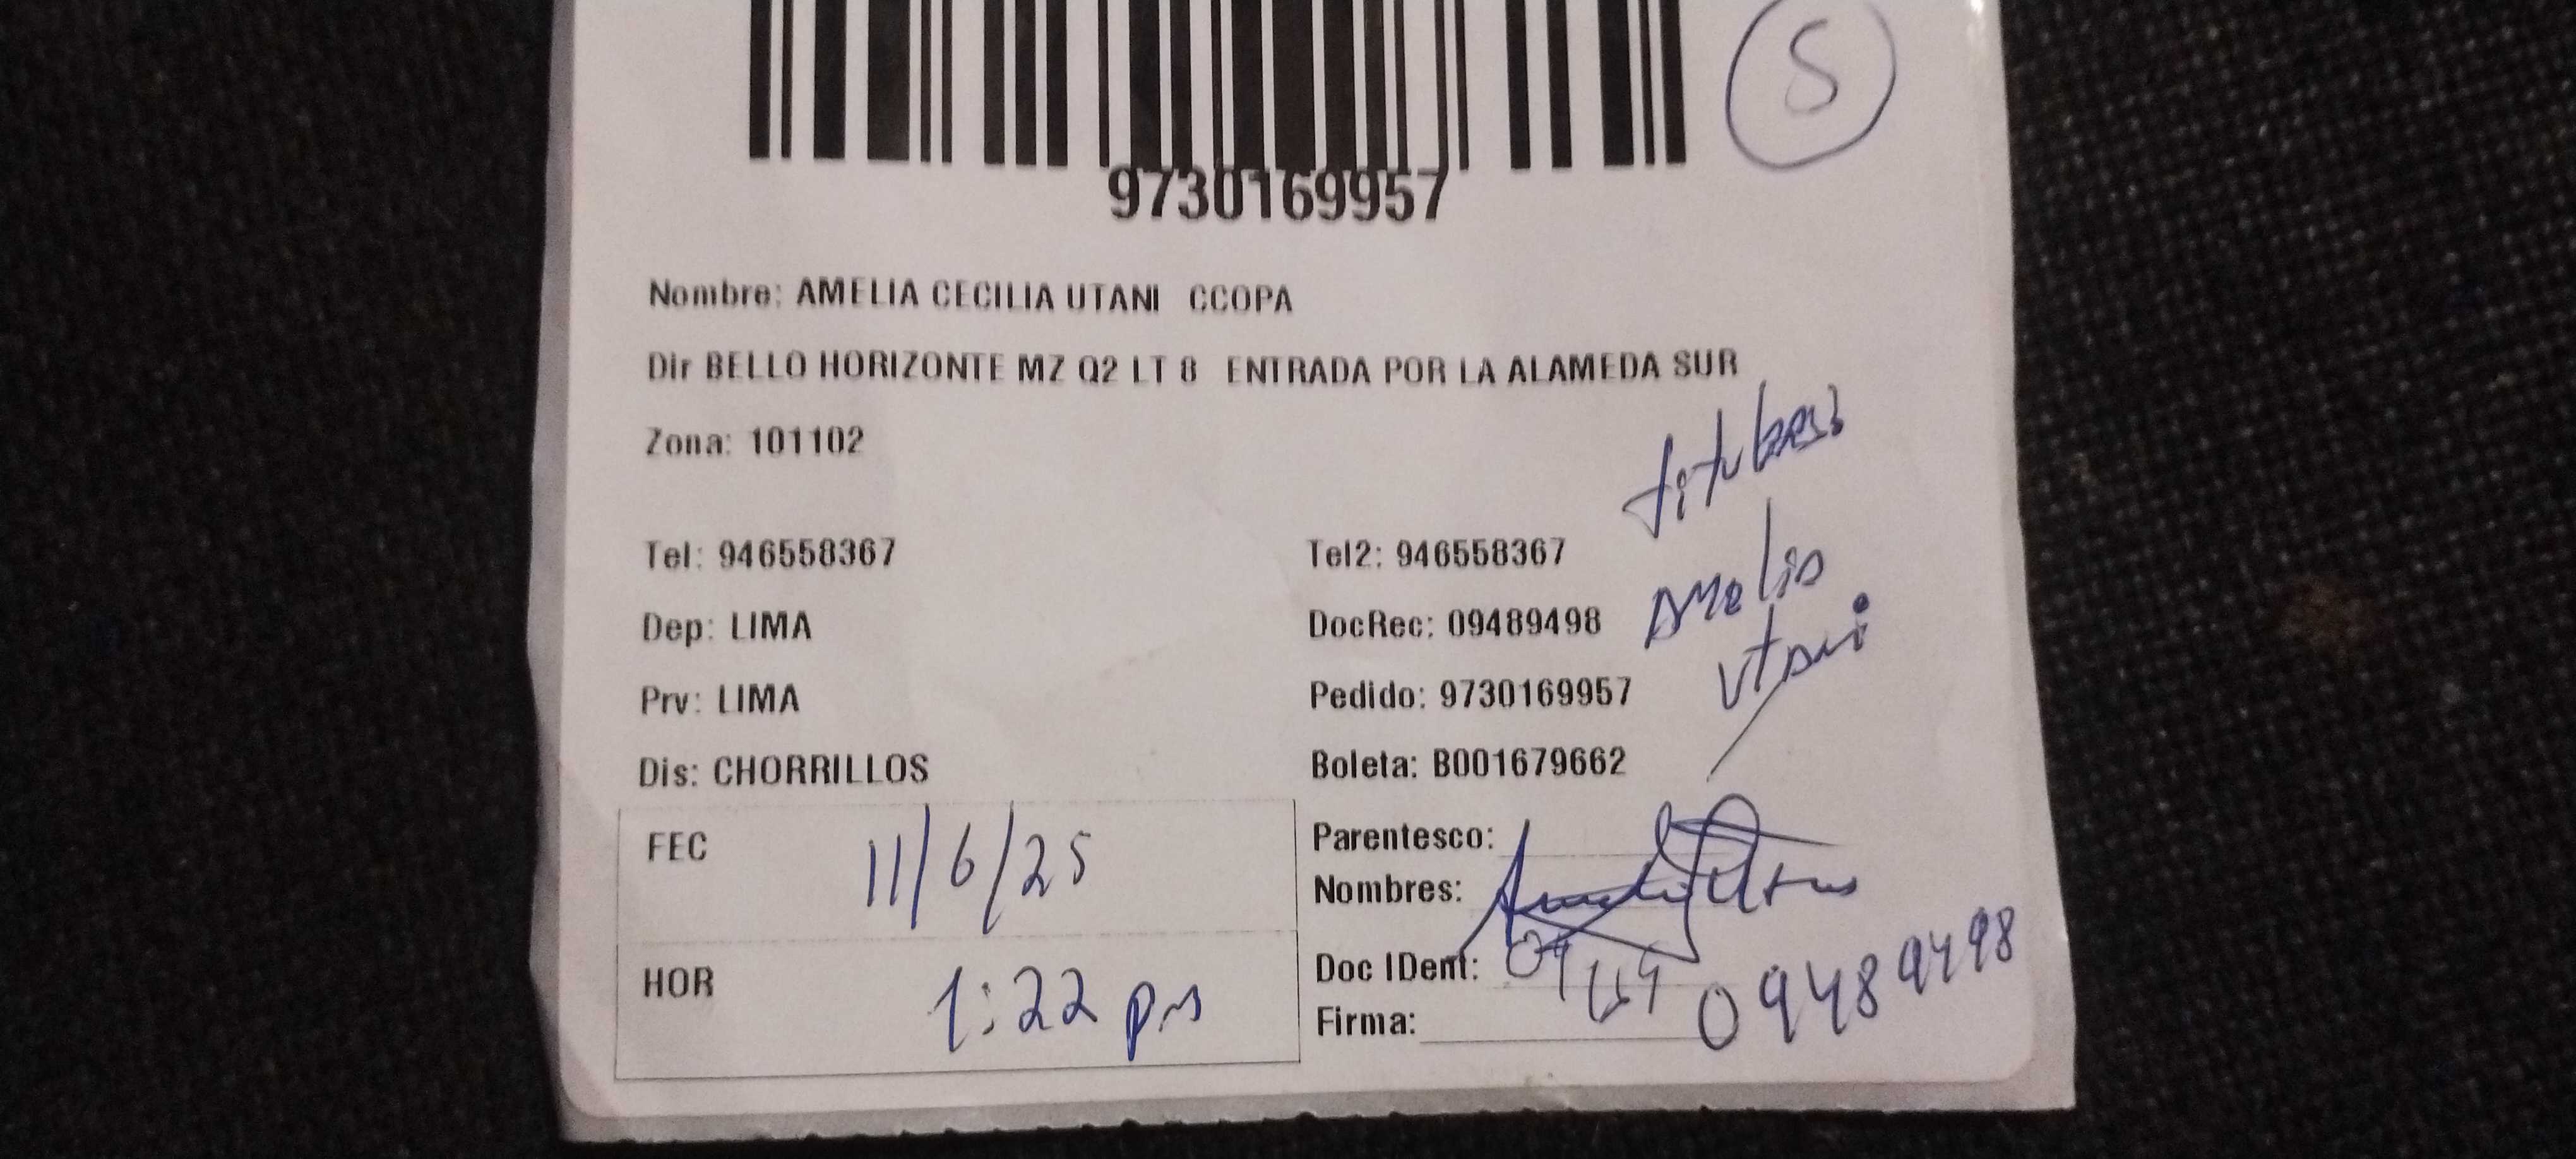 S
9730169957
Nombre: AMELIA CECILIA UTANI CCOPA
Dir BELLO HORIZONTE MZ Q2 LT 8 ENTRADA POR LA ALAMEDA SUR
Zona: 101102
Tel: 946558367 Tel2: 946558367
Dep: LIMA DocRec: 09489498
Prv: LIMA Pedido: 9730169957
Dis: CHORRILLOS Boleta: B001679662
Amelia
Utani
FEC 11/6/25
HOR 1:22 pm
Parentesco:
Nombres:
Doc IDent:
Firma:
09489498